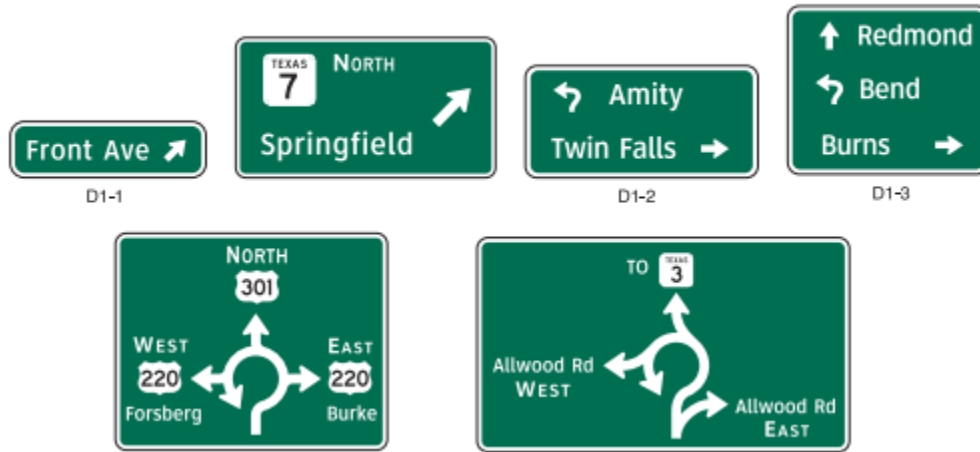 Front Ave
D1-1
TEXAS
7
NORTH
Springfield
Amity
Twin Falls
D1-2
Redmond
Bend
Burns
D1-3
NORTH
301
WEST
220
Forsberg
EAST
220
Burke
TO
TEXAS
3
Allwood Rd
WEST
Allwood Rd
EAST